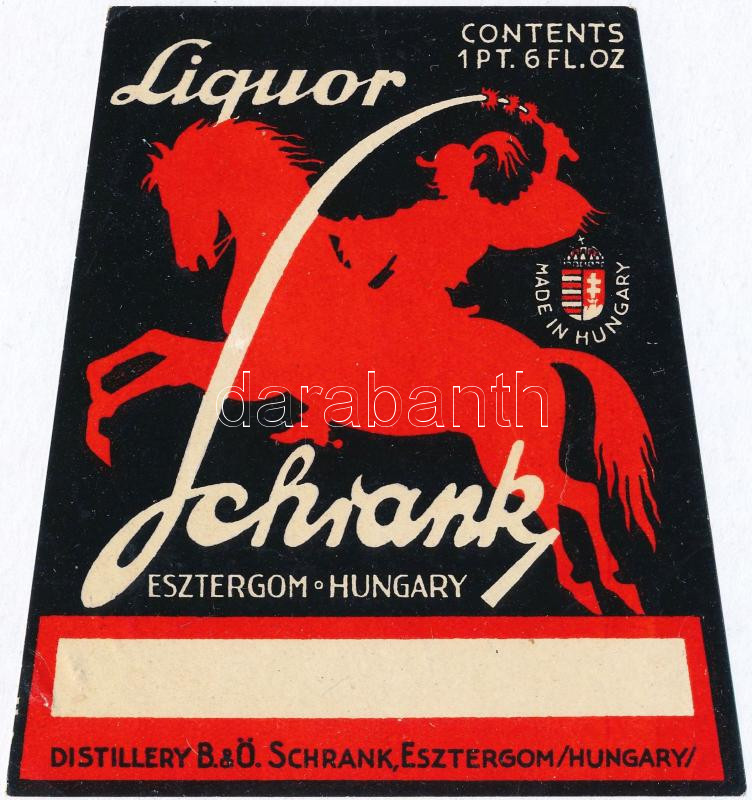 Liquor
CONTENTS
1 PT. 6 FL. OZ
MADE IN HUNGARY
darabanth
Schrank
ESZTERGOM • HUNGARY
DISTILLERY B. & Ö. SCHRANK, ESZTERGOM /HUNGARY/